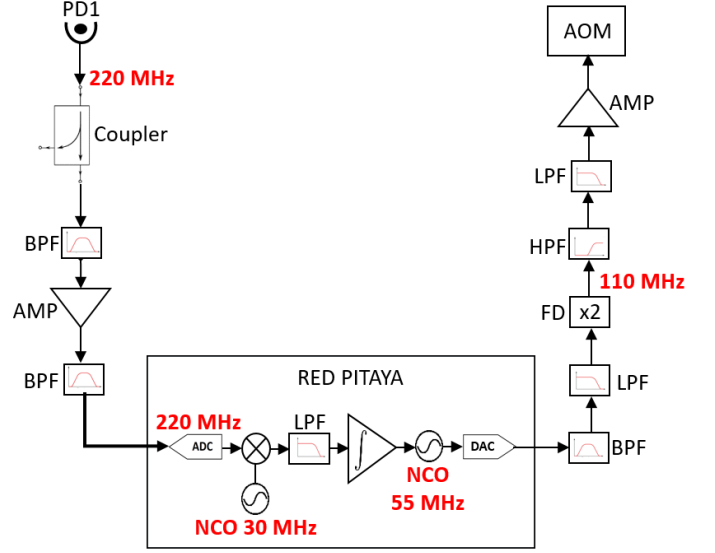 PD1
220 MHz
Coupler
BPF
AMP
BPF
RED PITAYA
220 MHz
ADC
LPF
NCO 30 MHz
NCO
55 MHz
DAC
BPF
LPF
FD
x2
110 MHz
HPF
LPF
AMP
AOM